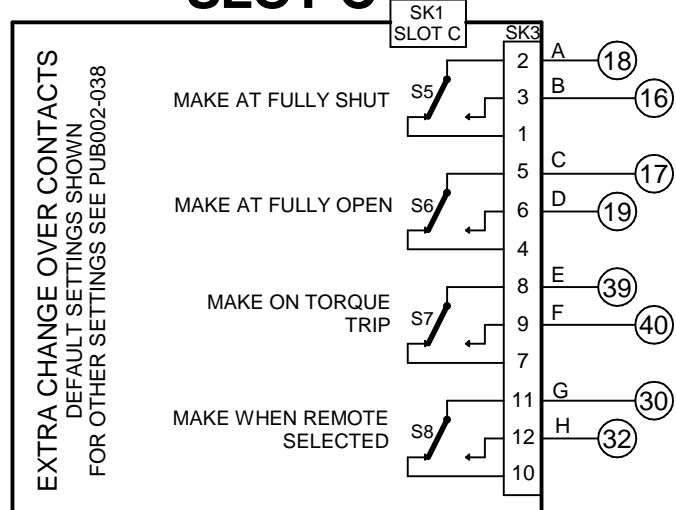 SLOT C
SK1
SLOT C
SK3
EXTRA CHANGE OVER CONTACTS
DEFAULT SETTINGS SHOWN
FOR OTHER SETTINGS SEE PUB002-038
MAKE AT FULLY SHUT
S5
2 A 18
3 B 16
1
MAKE AT FULLY OPEN
S6
5 C 17
6 D 19
4
MAKE ON TORQUE
TRIP
S7
8 E 39
9 F 40
7
MAKE WHEN REMOTE
SELECTED
S8
11 G 30
12 H 32
10